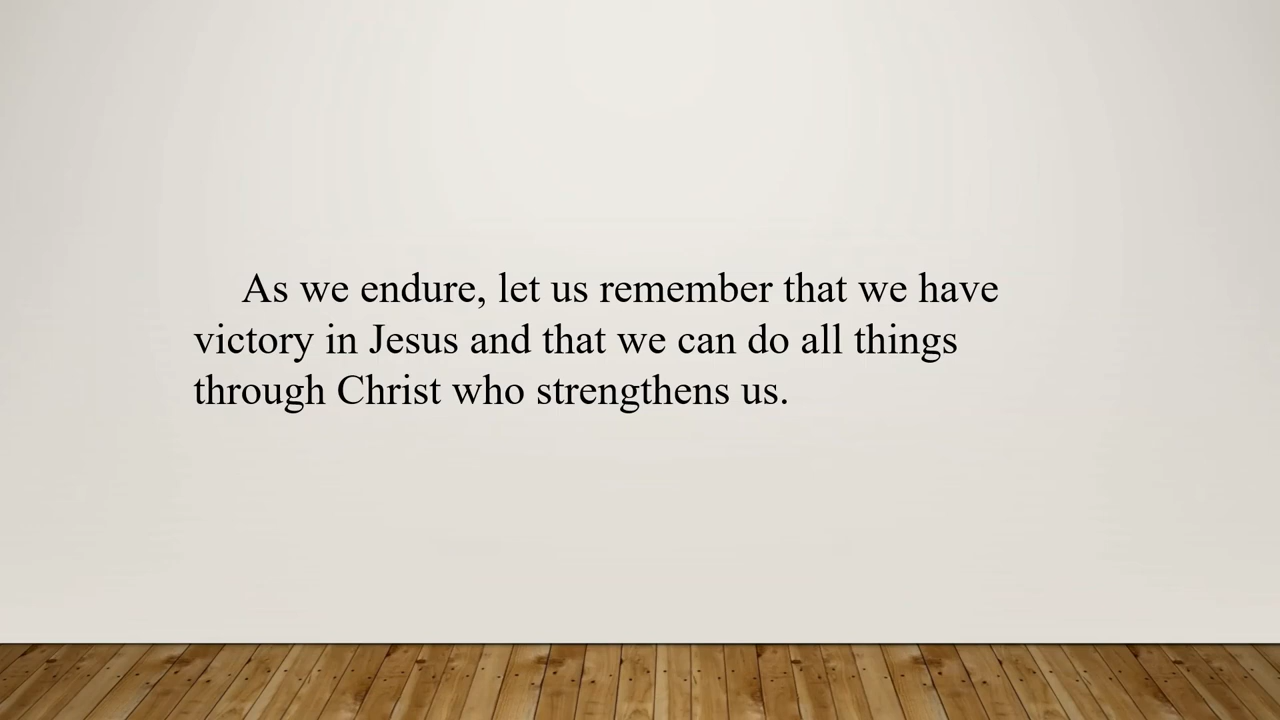 As we endure, let us remember that we have
victory in Jesus and that we can do all things
through Christ who strengthens us.